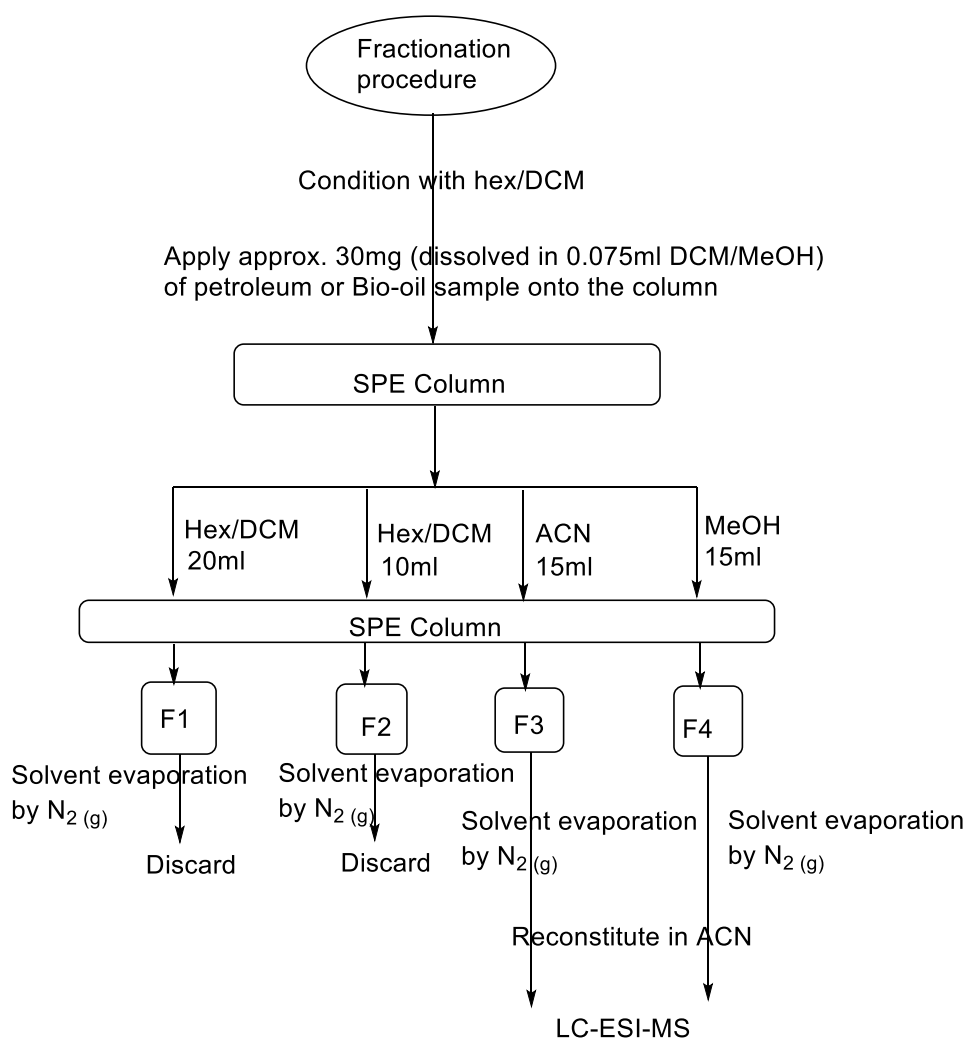 Fractionation
procedure
Condition with hex/DCM
Apply approx. 30mg (dissolved in 0.075ml DCM/MeOH)
of petroleum or Bio-oil sample onto the column
SPE Column
Hex/DCM
20ml
Hex/DCM
10ml
ACN
15ml
MeOH
15ml
SPE Column
F1
F2
F3
F4
Solvent evaporation
by N2 (g)
Discard
Solvent evaporation
by N2 (g)
Discard
Solvent evaporation
by N2 (g)
Solvent evaporation
by N2 (g)
Reconstitute in ACN
LC-ESI-MS